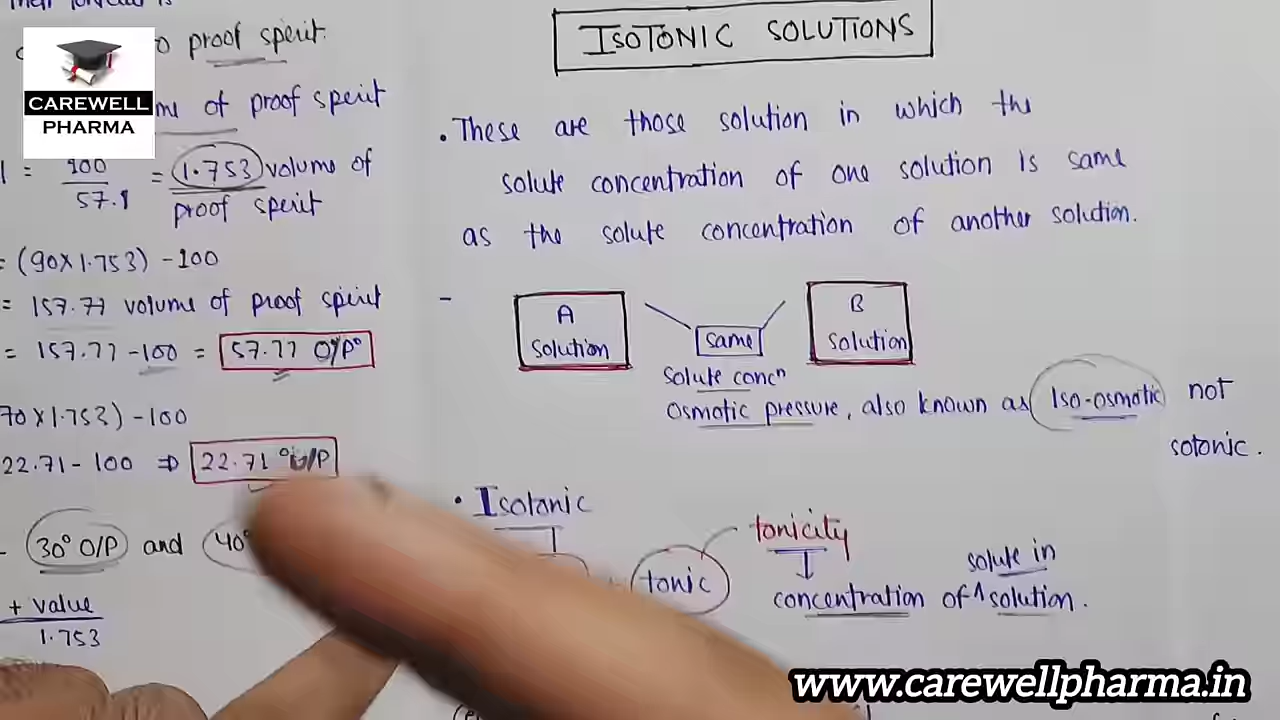 proof spirit.
CAREWELL
PHARMA
me of proof spirit
= 100 / 57.1 = 1.753 volume of
proof spirit
= (90 X 1.753) - 100
= 157.77 volume of proof spirit
= 157.77 - 100 = 57.77 O/P°
70 X 1.753) - 100
22.71 - 100 ⇒ 22.71 ° /P
30° O/P and 40°
+ value
1.753
ISOTONIC SOLUTIONS
• These are those solution in which the
solute concentration of one solution is same
as the solute concentration of another solution.
- A Solution same B Solution
Solute concⁿ
Osmotic pressure, also known as Iso-osmotic not
sotonic.
• Isotonic
tonic tonicity
solute in
concentration of ^ solution.
www.carewellpharma.in